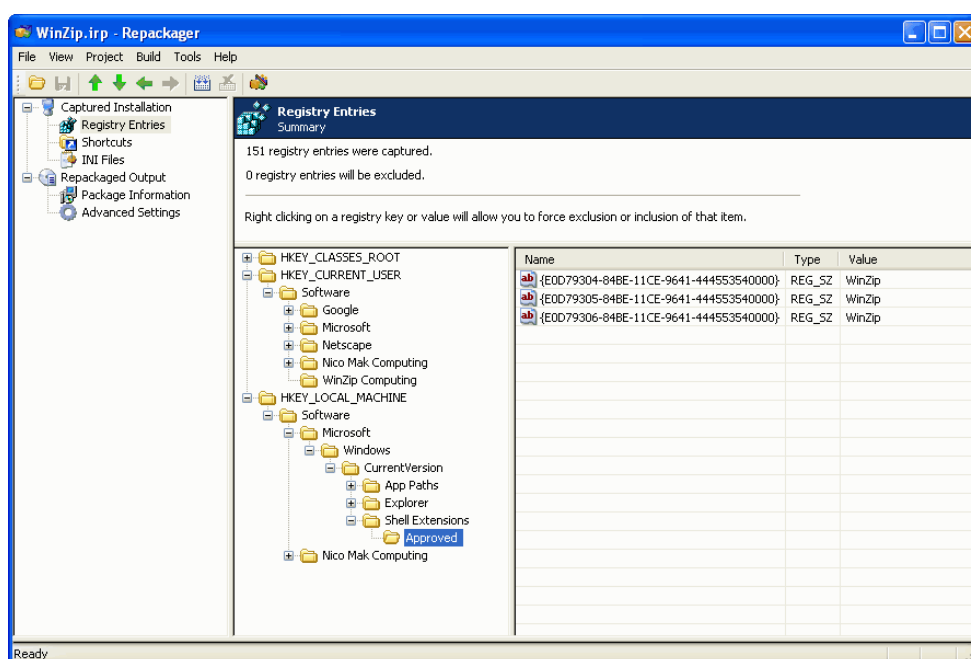 WinZip.irp - Repackager
File View Project Build Tools Help
Captured Installation
Registry Entries
Shortcuts
INI Files
Repackaged Output
Package Information
Advanced Settings
Registry Entries
Summary
151 registry entries were captured.
0 registry entries will be excluded.
Right clicking on a registry key or value will allow you to force exclusion or inclusion of that item.
HKEY_CLASSES_ROOT
HKEY_CURRENT_USER
Software
Google
Microsoft
Netscape
Nico Mak Computing
WinZip Computing
HKEY_LOCAL_MACHINE
Software
Microsoft
Windows
CurrentVersion
App Paths
Explorer
Shell Extensions
Approved
Nico Mak Computing
Name Type Value
ab {E0D79304-84BE-11CE-9641-444553540000} REG_SZ WinZip
ab {E0D79305-84BE-11CE-9641-444553540000} REG_SZ WinZip
ab {E0D79306-84BE-11CE-9641-444553540000} REG_SZ WinZip
Ready